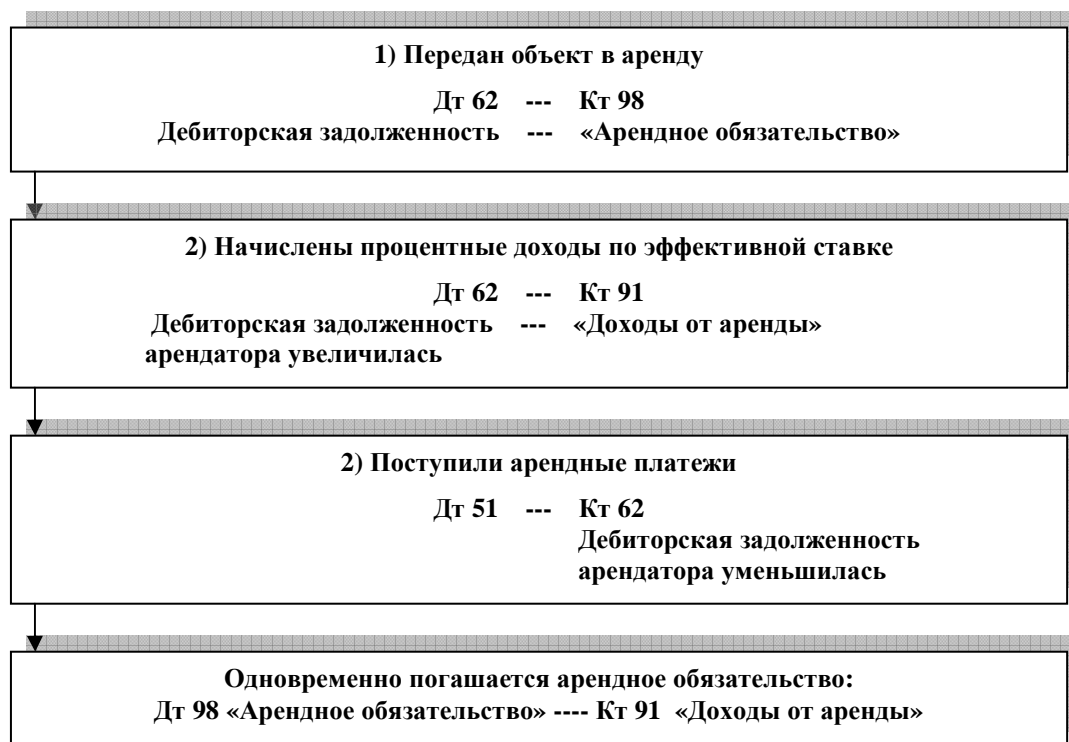 1) Передан объект в аренду
Дт 62 --- Кт 98
Дебиторская задолженность --- «Арендное обязательство»
2) Начислены процентные доходы по эффективной ставке
Дт 62 --- Кт 91
Дебиторская задолженность --- «Доходы от аренды»
арендатора увеличилась
2) Поступили арендные платежи
Дт 51 --- Кт 62
Дебиторская задолженность
арендатора уменьшилась
Одновременно погашается арендное обязательство:
Дт 98 «Арендное обязательство» ---- Кт 91 «Доходы от аренды»